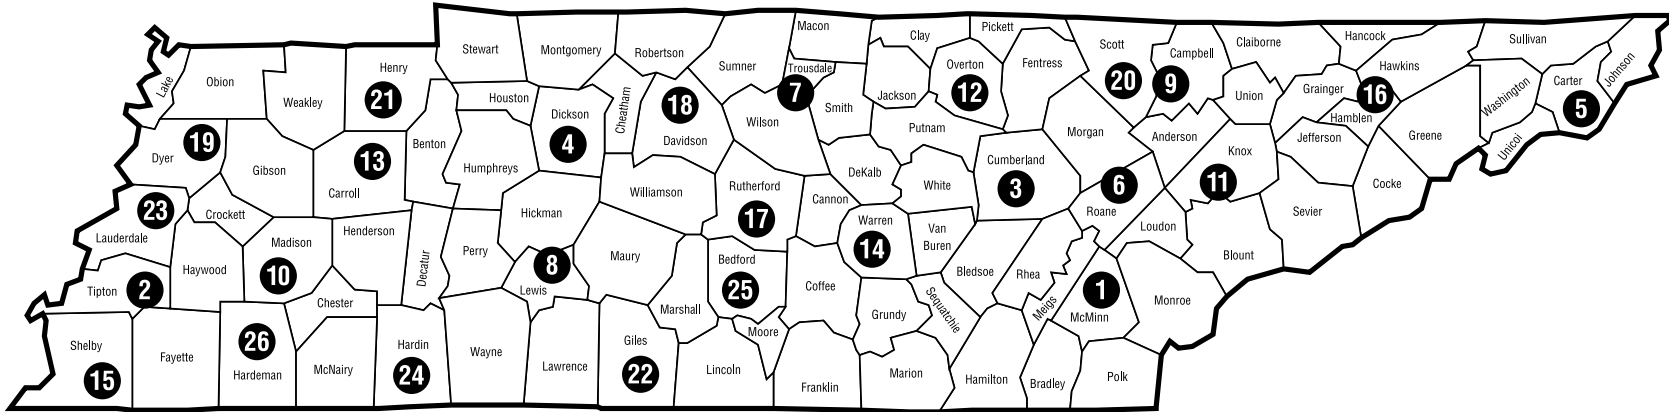 Macon
Pickett
Clay
Scott
Hancock
Claiborne
Sullivan
Stewart
Montgomery
Robertson
Campbell
Johnson
Sumner
Trousdale
Overton
Fentress
Hawkins
Henry
Obion
Lake
20
9
Carter
Washington
7
12
Grainger
16
Union
5
Weakley
21
Houston
Cheatham
18
Smith
Jackson
Dickson
Hamblen
Wilson
Putnam
Morgan
Anderson
Jefferson
Greene
Unicoi
19
Dyer
Benton
4
Davidson
Knox
13
Gibson
Humphreys
DeKalb
Cumberland
Carroll
Williamson
Rutherford
White
3
6
11
Cocke
Cannon
23
Crockett
Hickman
17
Warren
Roane
Sevier
Lauderdale
Madison
Henderson
Van
Buren
Loudon
14
Perry
Maury
Bedford
Blount
Haywood
10
Decatur
8
Lewis
Bledsoe
Rhea
Tipton
2
25
Coffee
1
Monroe
Chester
Marshall
Grundy
Sequatchie
Meigs
McMinn
Moore
26
Shelby
Fayette
Hardin
Wayne
Giles
15
Hardeman
McNairy
24
Lawrence
22
Lincoln
Franklin
Marion
Hamilton
Bradley
Polk